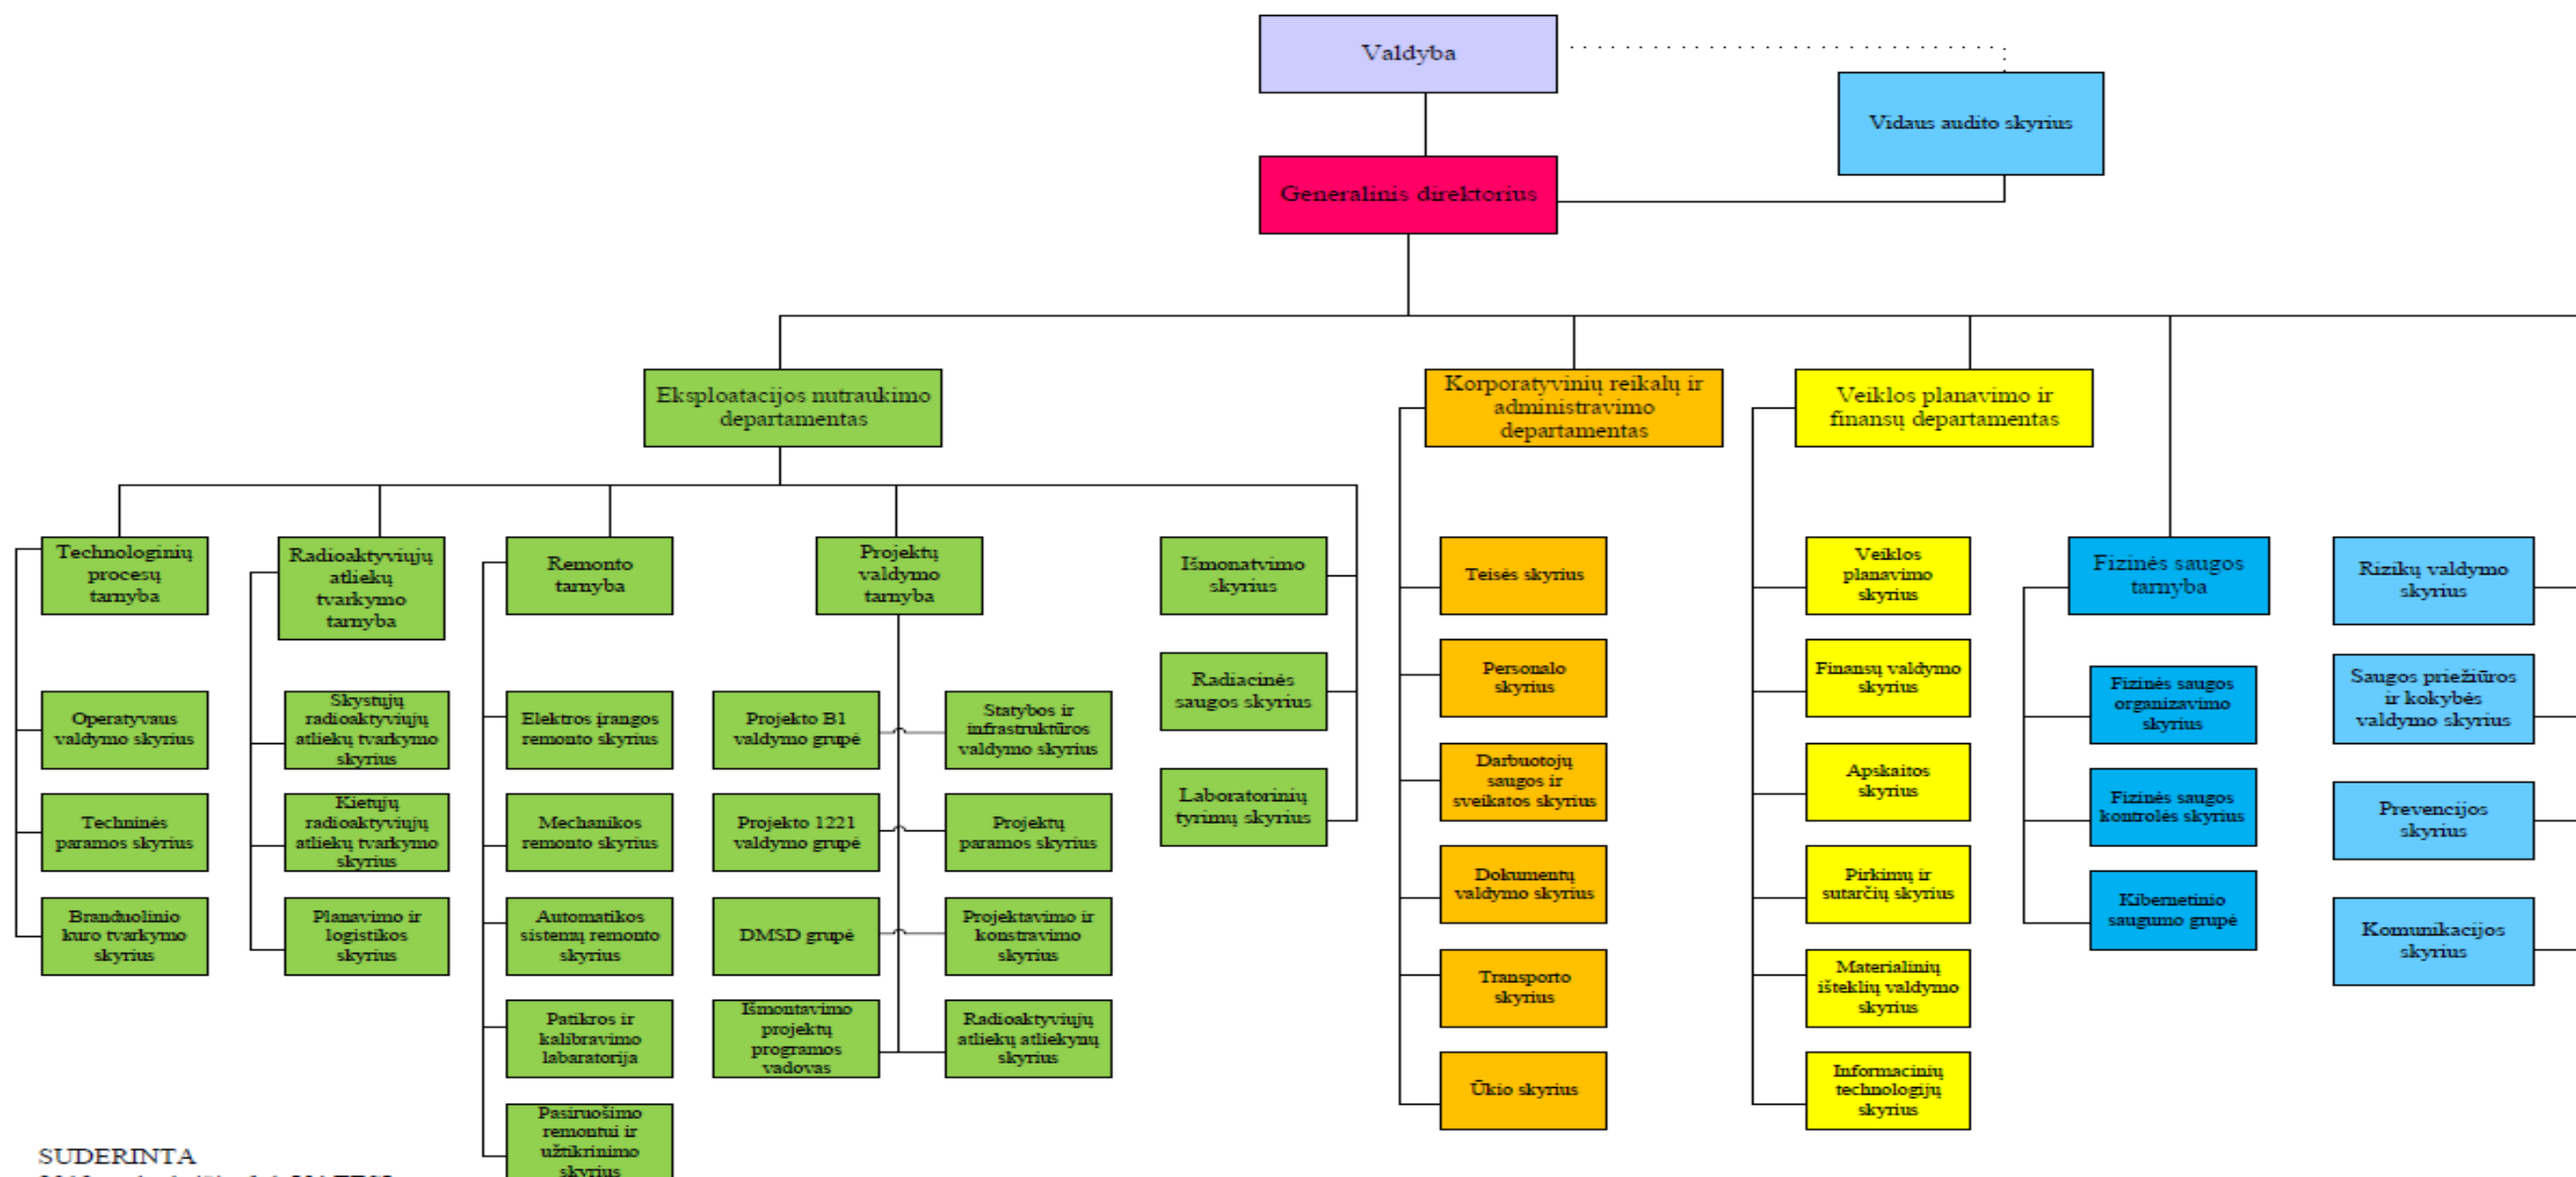 Valdyba
Vidaus audito skyrius
Generalinis direktorius
Eksploatacijos nutraukimo
departamentas
Korporatyvinių reikalų ir
administravimo
departamentas
Veiklos planavimo ir
finansų departamentas
Technologinių
procesų
tarnyba
Radioaktyviųjų
atliekų
tvarkymo
tarnyba
Remonto
tarnyba
Projektų
valdymo
tarnyba
Išmonatvimo
skyrius
Teisės skyrius
Veiklos
planavimo
skyrius
Fizinės saugos
tarnyba
Rizikų valdymo
skyrius
Operatyvaus
valdymo skyrius
Techninės
paramos skyrius
Branduolinio
kuro tvarkymo
skyrius
Skystųjų
radioaktyviųjų
atliekų tvarkymo
skyrius
Kietųjų
radioaktyviųjų
atliekų tvarkymo
skyrius
Planavimo ir
logistikos
skyrius
Elektros įrangos
remonto skyrius
Mechanikos
remonto skyrius
Automatikos
sistemų remonto
skyrius
Patikros ir
kalibravimo
labaratorija
Pasiruošimo
remontui ir
užtikrinimo
skyrius
Projekto B1
valdymo grupė
Projekto 1221
valdymo grupė
DMSD grupė
Išmontavimo
projektų
programos
vadovas
Statybos ir
infrastruktūros
valdymo skyrius
Projektų
paramos skyrius
Projektavimo ir
konstravimo
skyrius
Radioaktyviųjų
atliekų atliekynų
skyrius
Radiacinės
saugos skyrius
Laboratorinių
tyrimų skyrius
Personalo
skyrius
Darbuotojų
saugos ir
sveikatos skyrius
Dokumentų
valdymo skyrius
Transporto
skyrius
Ūkio skyrius
Finansų valdymo
skyrius
Apskaitos
skyrius
Pirkimų ir
sutarčių skyrius
Materialinių
išteklių valdymo
skyrius
Informacinių
technologijų
skyrius
Fizinės saugos
organizavimo
skyrius
Fizinės saugos
kontrolės skyrius
Kibernetinio
saugumo grupė
Saugos priežiūros
ir kokybės
valdymo skyrius
Prevencijos
skyrius
Komunikacijos
skyrius
SUDERINTA